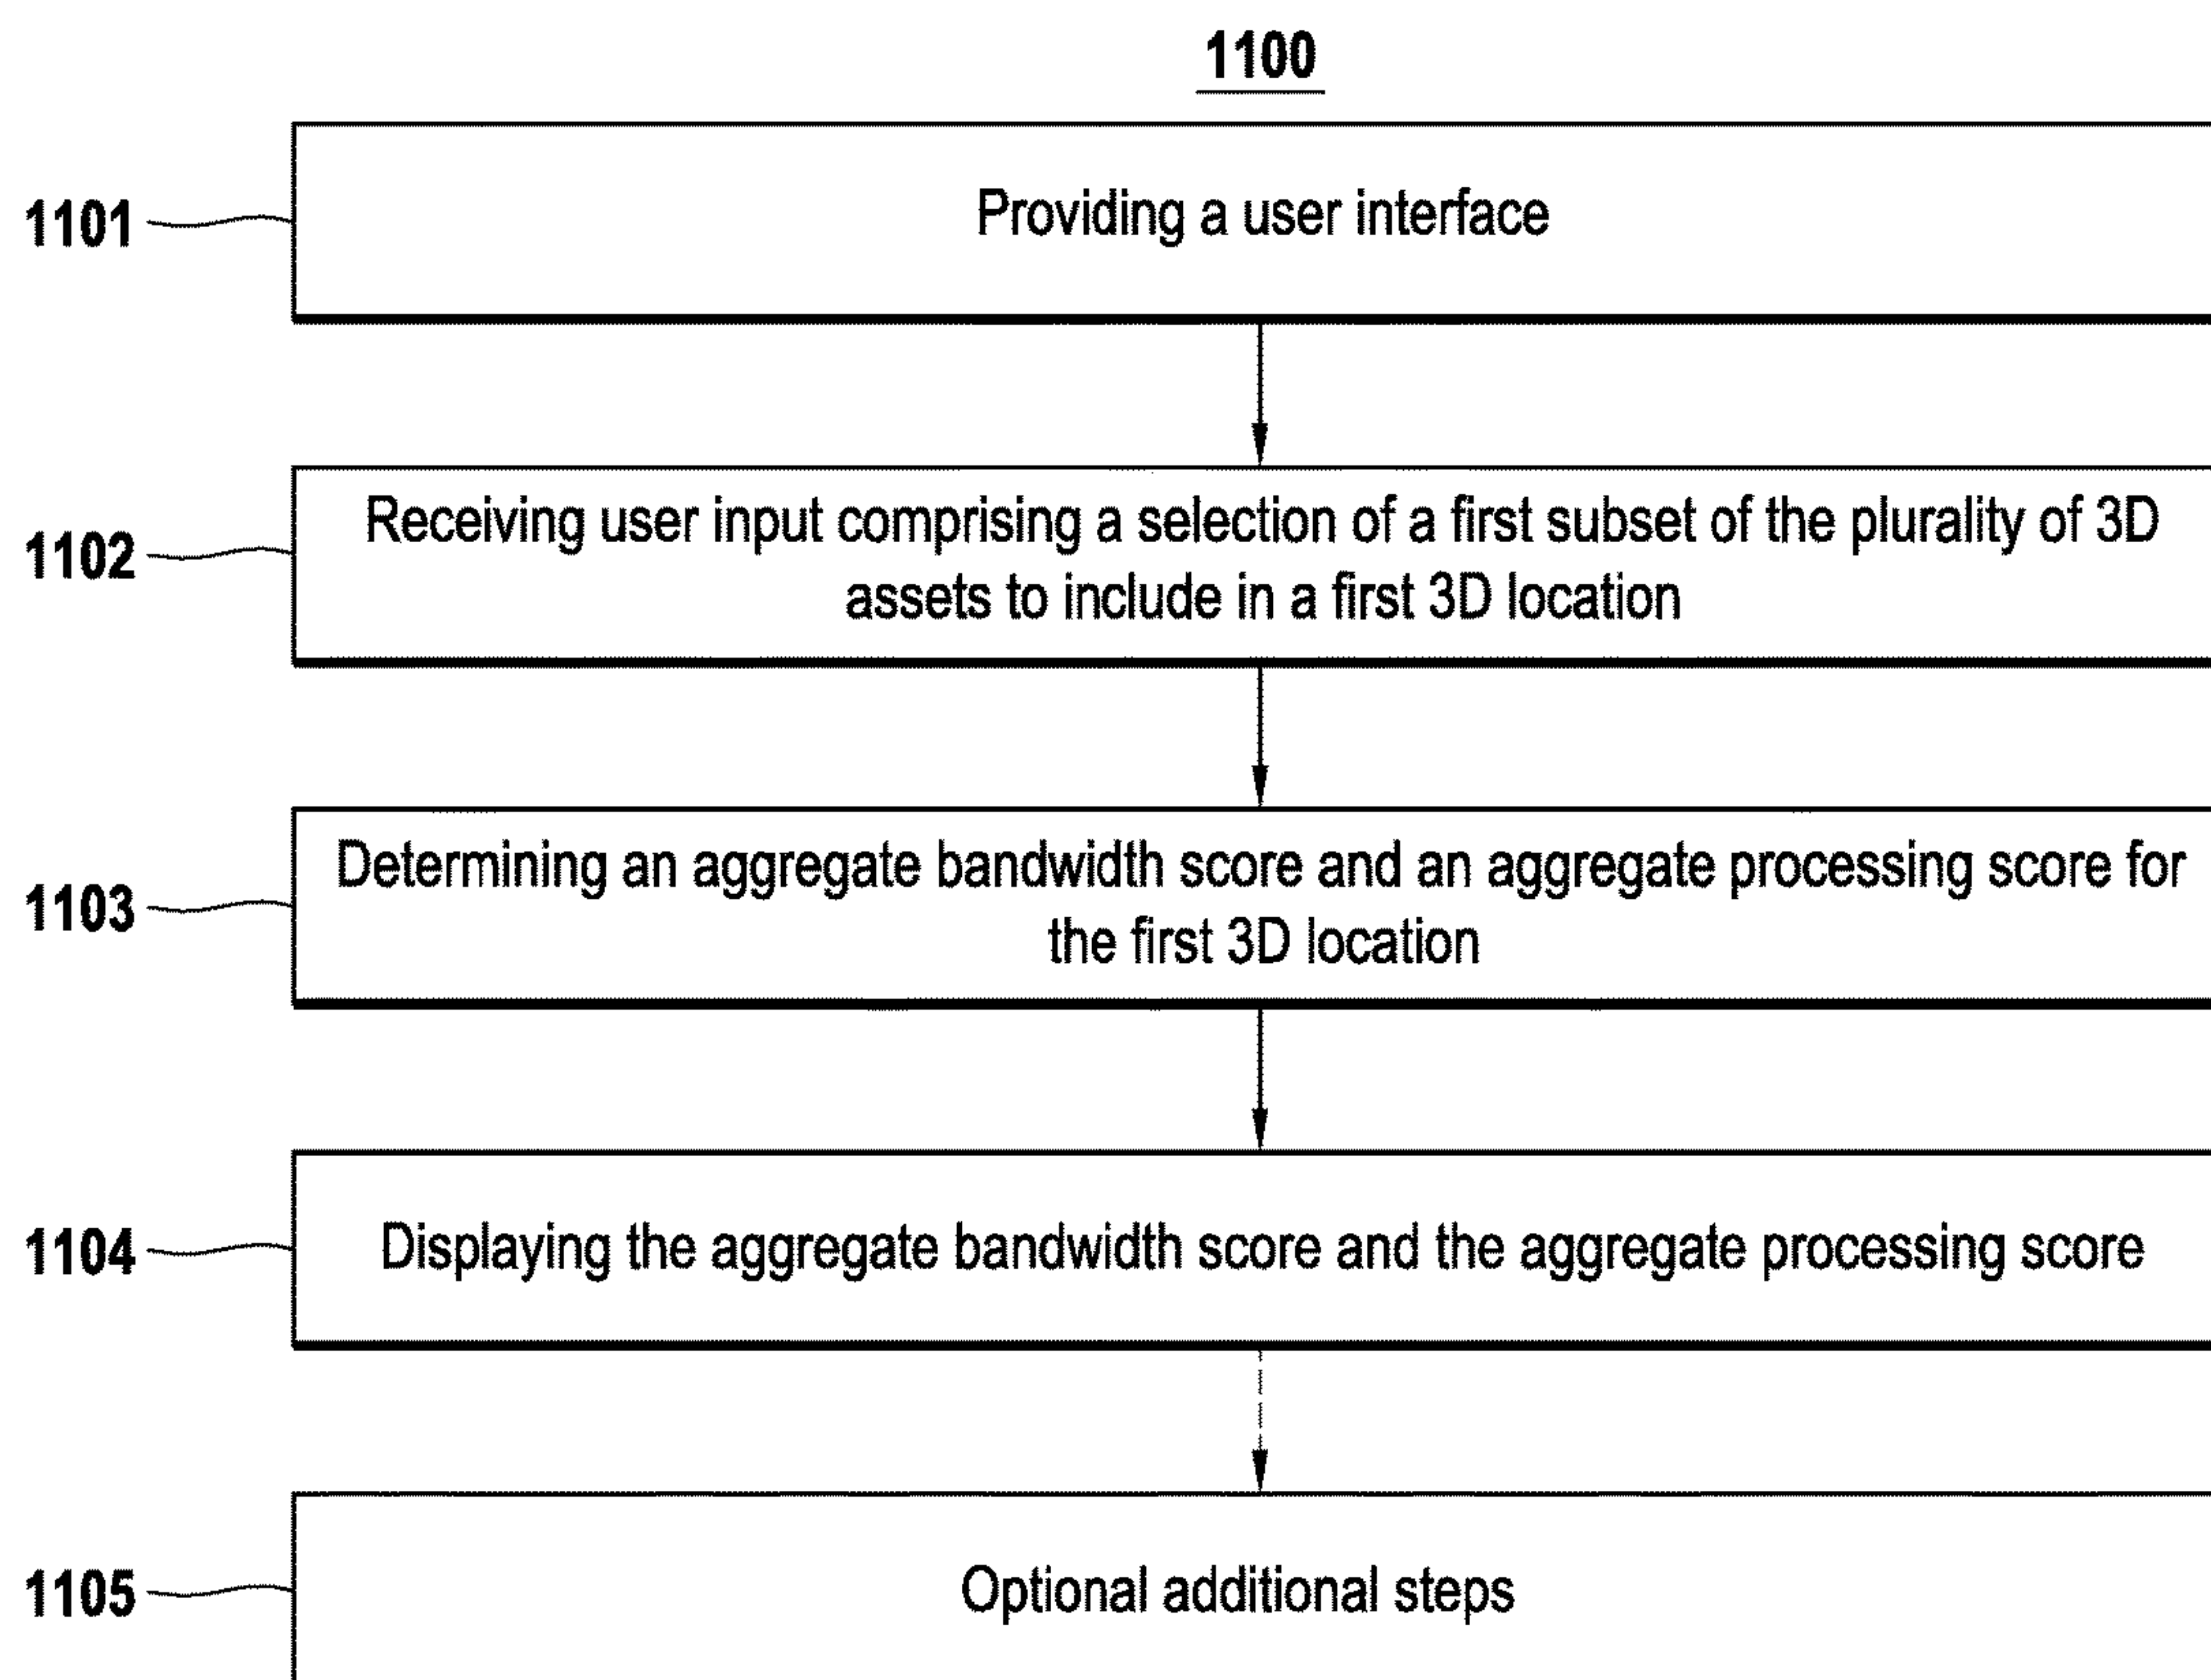 1100
1101
Providing a user interface
1102
Receiving user input comprising a selection of a first subset of the plurality of 3D
assets to include in a first 3D location
1103
Determining an aggregate bandwidth score and an aggregate processing score for
the first 3D location
1104
Displaying the aggregate bandwidth score and the aggregate processing score
1105
Optional additional steps